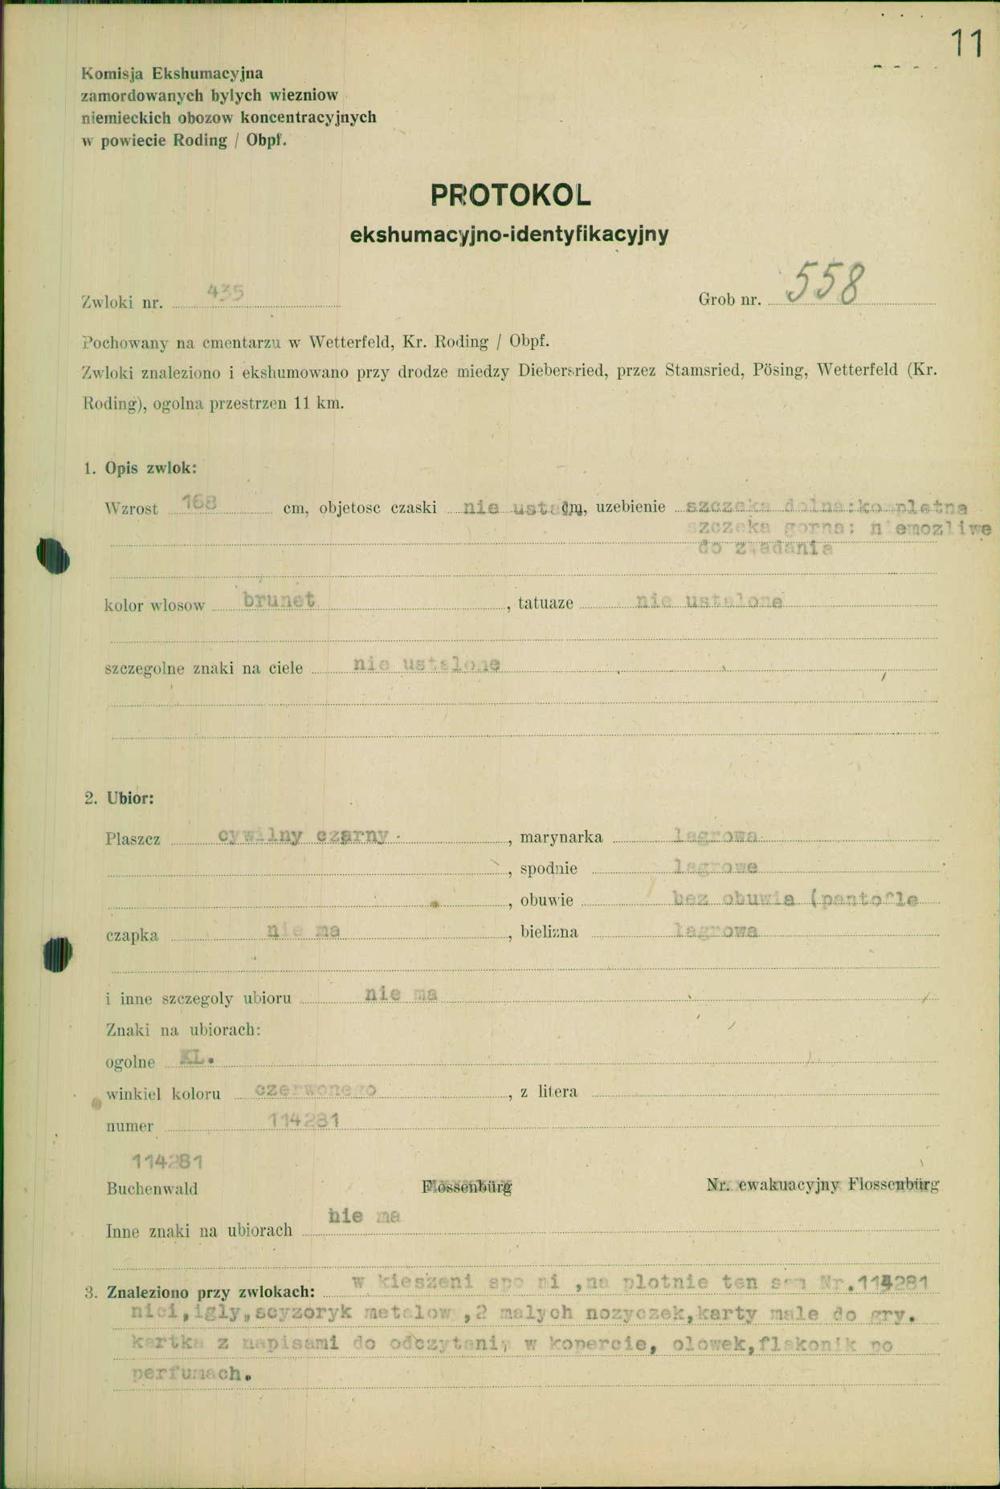 11
Komisja Ekshumacyjna
zamordowanych bylych wiezniow
niemieckich obozow koncentracyjnych
w powiecie Roding / Obpf.
PROTOKOL
ekshumacyjno-identyfikacyjny
Zwloki nr. 435
Grob nr. 558
Pochowany na cmentarzu w Wetterfeld, Kr. Roding / Obpf.
Zwloki znaleziono i ekshumowano przy drodze miedzy Diebersried, przez Stamsried, Pösing, Wetterfeld (Kr.
Roding), ogolna przestrzen 11 km.
1. Opis zwlok:
Wzrost 168 cm, objetosc czaski nie usta cm, uzebienie szczeka dolna:kompletna
szczeka gorna: niemozliwe
do zbadania
kolor wlosow brunet , tatuaze nie ustalone
szczegolne znaki na ciele nie ustalone
2. Ubior:
Plaszcz cywilny czarny , marynarka lagrowa
, spodnie lagrowe
, obuwie bez obuwia (pantofle
czapka nie ma , bielizna lagrowa
i inne szczegoly ubioru nie ma
Znaki na ubiorach:
ogolne KL.
winkiel koloru czerwonego , z litera
numer 114281
114281
Buchenwald Flossenbürg Nr. ewakuacyjny Flossenbürg
Inne znaki na ubiorach nie ma
3. Znaleziono przy zwlokach: w kieszeni spodni ,na plotnie ten sam Nr.114281
nici,igly,scyzoryk metalow ,2 malych nozyczek,karty male do gry.
kartka z napisami do odczytania w kopercie, olowek,flakonik po
perfumach.